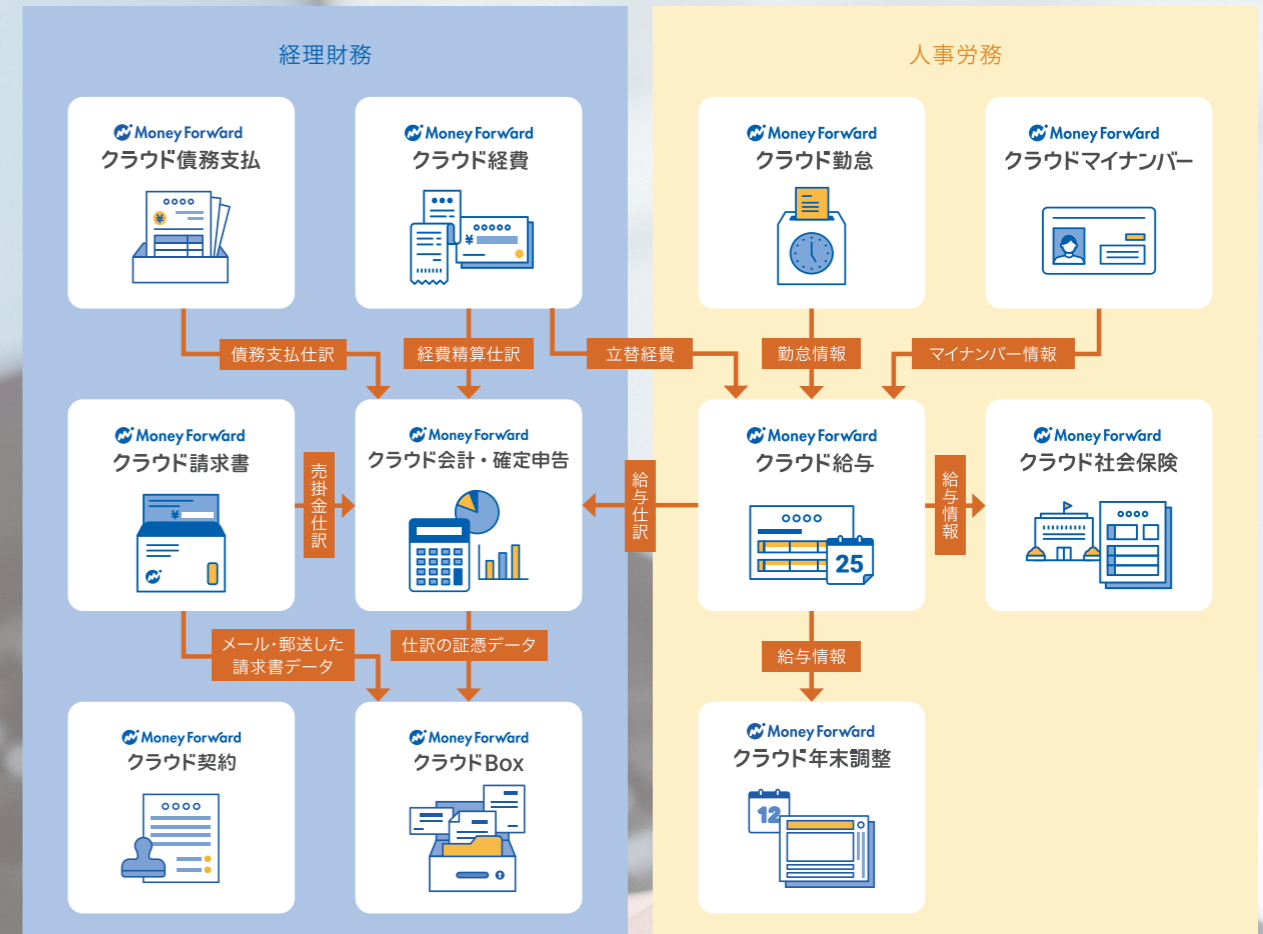 経理財務
人事労務
Money Forward
クラウド債務支払
Money Forward
クラウド経費
Money Forward
クラウド勤怠
Money Forward
クラウドマイナンバー
¥
¥
債務支払仕訳
経費精算仕訳
立替経費
勤怠情報
マイナンバー情報
Money Forward
クラウド請求書
Money Forward
クラウド会計・確定申告
Money Forward
クラウド給与
Money Forward
クラウド社会保険
売掛金仕訳
給与仕訳
給与情報
¥
25
メール・郵送した
請求書データ
仕訳の証憑データ
給与情報
Money Forward
クラウド契約
Money Forward
クラウドBox
Money Forward
クラウド年末調整
12